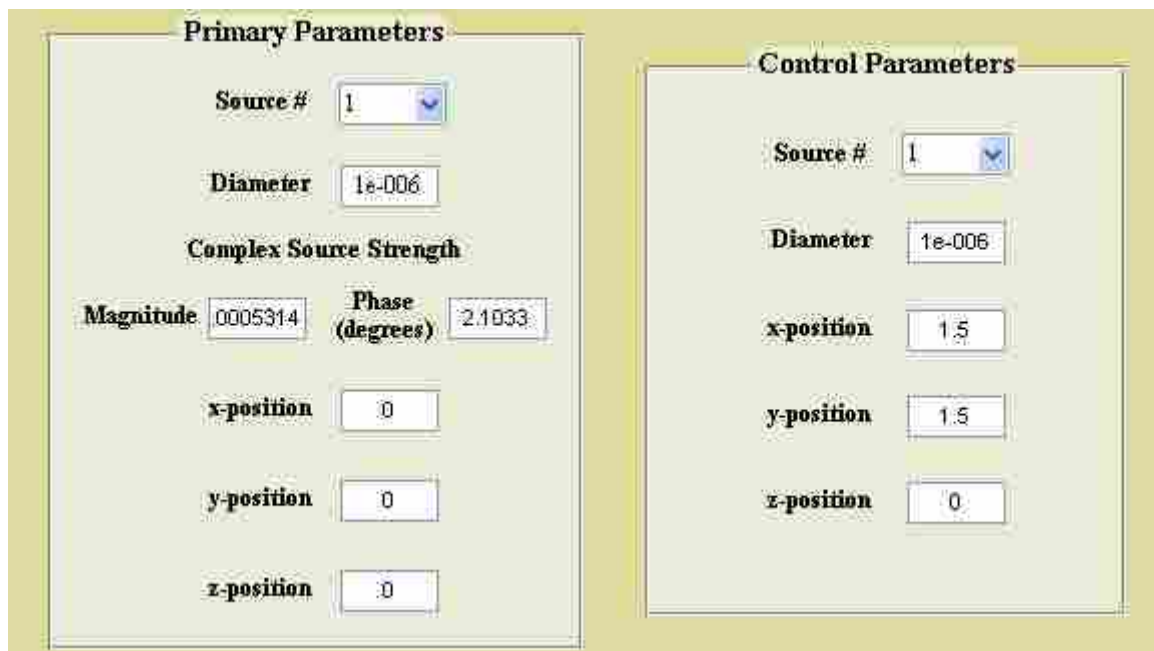 Primary Parameters
Source # 1
Diameter 1e-006
Complex Source Strength
Magnitude .0005314 Phase (degrees) 2.1033
x-position 0
y-position 0
z-position 0
Control Parameters
Source # 1
Diameter 1e-006
x-position 1.5
y-position 1.5
z-position 0